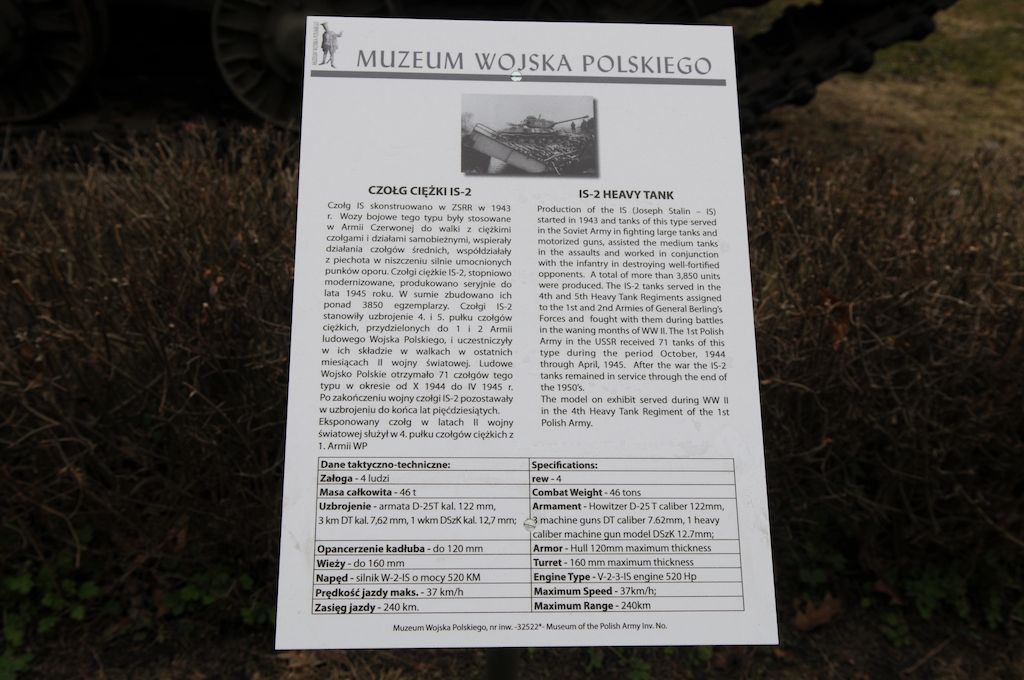 MUZEUM WOJSKA POLSKIEGO
CZOŁG CIĘŻKI IS-2
Czołg IS skonstruowano w ZSRR w 1943
r. Wozy bojowe tego typu były stosowane
w Armii Czerwonej do walki z ciężkimi
czołgami i działami samobieżnymi, wspierały
działania czołgów średnich, współdziałały
z piechota w niszczeniu silnie umocnionych
punków oporu. Czołgi ciężkie IS-2, stopniowo
modernizowane, produkowano seryjnie do
lata 1945 roku. W sumie zbudowano ich
ponad 3850 egzemplarzy. Czołgi IS-2
stanowiły uzbrojenie 4. i 5. pułku czołgów
ciężkich, przydzielonych do 1 i 2 Armii
ludowego Wojska Polskiego, i uczestniczyły
w ich składzie w walkach w ostatnich
miesiącach II wojny światowej. Ludowe
Wojsko Polskie otrzymało 71 czołgów tego
typu w okresie od X 1944 do IV 1945 r.
Po zakończeniu wojny czołgi IS-2 pozostawały
w uzbrojeniu do końca lat pięćdziesiątych.
Eksponowany czołg w latach II wojny
światowej służył w 4. pułku czołgów ciężkich z
1. Armii WP
IS-2 HEAVY TANK
Production of the IS (Joseph Stalin – IS)
started in 1943 and tanks of this type served
in the Soviet Army in fighting large tanks and
motorized guns, assisted the medium tanks
in the assaults and worked in conjunction
with the infantry in destroying well-fortified
opponents. A total of more than 3,850 units
were produced. The IS-2 tanks served in the
4th and 5th Heavy Tank Regiments assigned
to the 1st and 2nd Armies of General Berling's
Forces and fought with them during battles
in the waning months of WW II. The 1st Polish
Army in the USSR received 71 tanks of this
type during the period October, 1944
through April, 1945. After the war the IS-2
tanks remained in service through the end of
the 1950's.
The model on exhibit served during WW II
in the 4th Heavy Tank Regiment of the 1st
Polish Army.
Dane taktyczno-techniczne: Specifications:
Załoga - 4 ludzi rew - 4
Masa całkowita - 46 t Combat Weight - 46 tons
Uzbrojenie - armata D-25T kal. 122 mm,
3 km DT kal. 7,62 mm, 1 wkm DSzK kal. 12,7 mm;
Armament - Howitzer D-25 T caliber 122mm,
3 machine guns DT caliber 7.62mm, 1 heavy
caliber machine gun model DSzK 12.7mm;
Opancerzenie kadłuba - do 120 mm Armor - Hull 120mm maximum thickness
Wieży - do 160 mm Turret - 160 mm maximum thickness
Napęd - silnik W-2-IS o mocy 520 KM Engine Type - V-2-3-IS engine 520 Hp
Prędkość jazdy maks. - 37 km/h Maximum Speed - 37km/h;
Zasięg jazdy - 240 km. Maximum Range - 240km
Muzeum Wojska Polskiego, nr inw. -32522*- Museum of the Polish Army Inv. No.